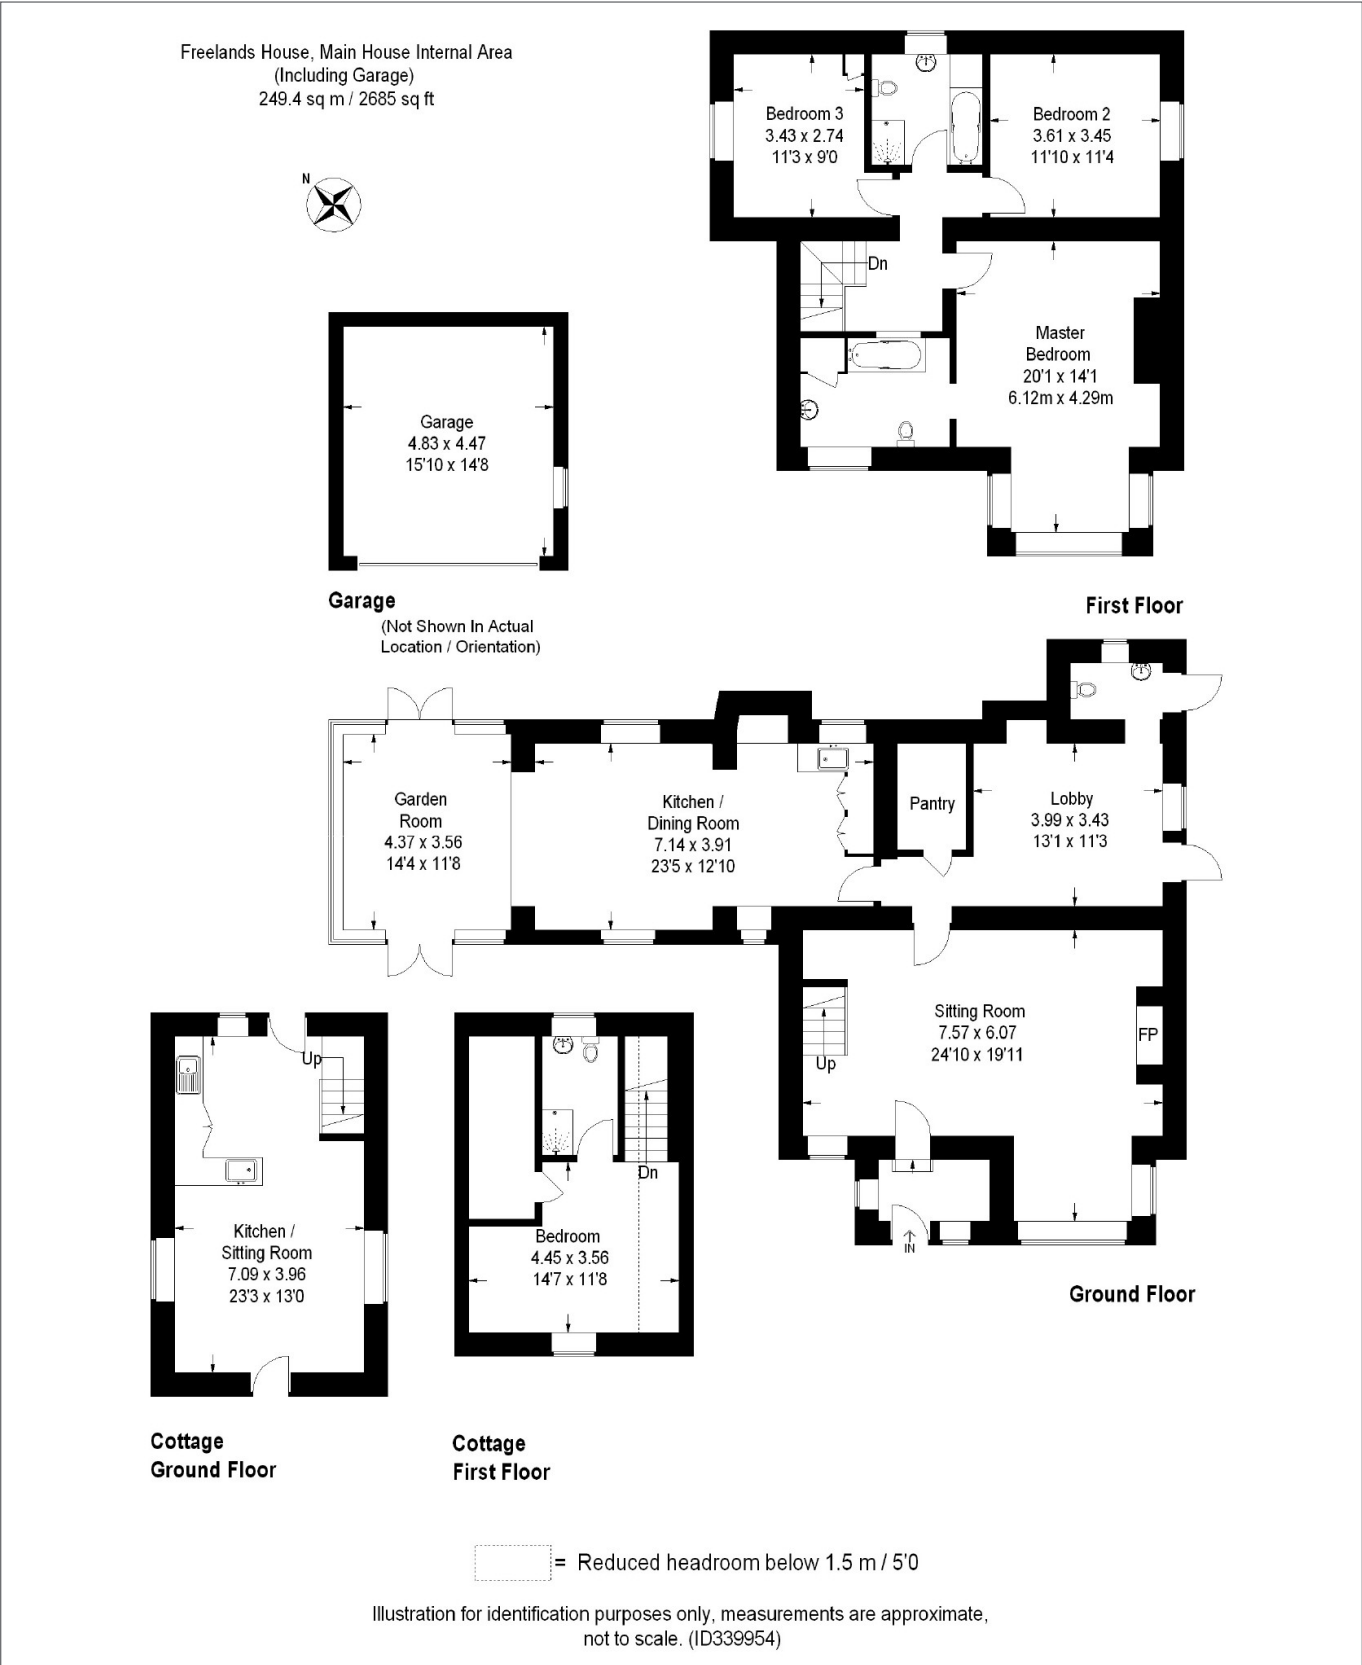 Freelands House, Main House Internal Area
(Including Garage)
249.4 sq m / 2685 sq ft
N
Bedroom 3
3.43 x 2.74
11'3 x 9'0
Bedroom 2
3.61 x 3.45
11'10 x 11'4
Dn
Master
Bedroom
20'1 x 14'1
6.12m x 4.29m
First Floor
Garage
4.83 x 4.47
15'10 x 14'8
Garage
(Not Shown In Actual
Location / Orientation)
Garden
Room
4.37 x 3.56
14'4 x 11'8
Kitchen /
Dining Room
7.14 x 3.91
23'5 x 12'10
Pantry
Lobby
3.99 x 3.43
13'1 x 11'3
Sitting Room
7.57 x 6.07
24'10 x 19'11
FP
Up
IN
Ground Floor
Up
Kitchen /
Sitting Room
7.09 x 3.96
23'3 x 13'0
Cottage
Ground Floor
Dn
Bedroom
4.45 x 3.56
14'7 x 11'8
Cottage
First Floor
= Reduced headroom below 1.5 m / 5'0
Illustration for identification purposes only, measurements are approximate,
not to scale. (ID339954)